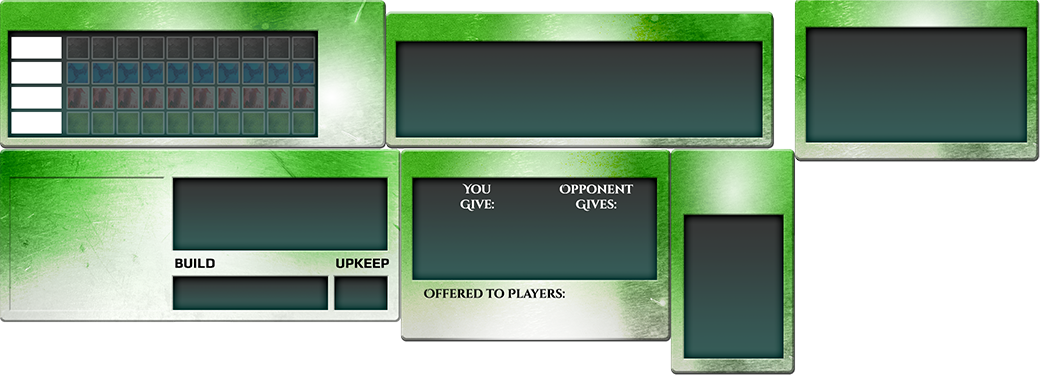 YOU
GIVE:
OPPONENT
GIVES:
BUILD
UPKEEP
OFFERED TO PLAYERS: